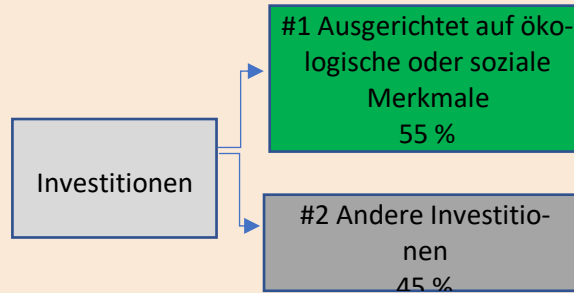 #1 Ausgerichtet auf öko-
logische oder soziale
Merkmale
55 %
Investitionen
#2 Andere Investitio-
nen
45 %